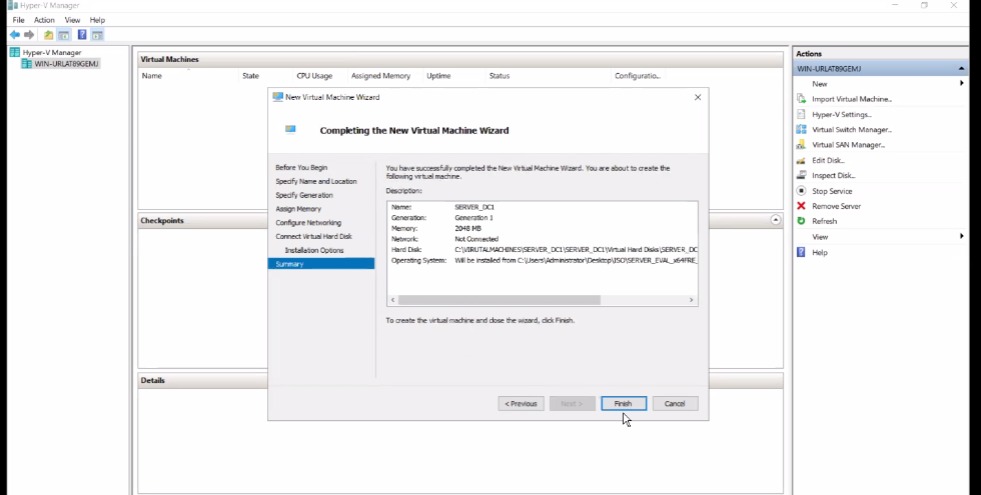 Hyper-V Manager
File Action View Help
Hyper-V Manager
WIN-URLAT89GEMJ
Virtual Machines
Name State CPU Usage Assigned Memory Uptime Status Configuratio...
New Virtual Machine Wizard
Completing the New Virtual Machine Wizard
Before You Begin
Specify Name and Location
Specify Generation
Assign Memory
Configure Networking
Connect Virtual Hard Disk
Installation Options
Summary
You have successfully completed the New Virtual Machine Wizard. You are about to create the
following virtual machine.
Description:
Name: SERVER_DC1
Generation: Generation 1
Memory: 2048 MB
Network: Not Connected
Hard Disk: C:\VIRUTALMACHINES\SERVER_DC1\SERVER_DC1\Virtual Hard Disks\SERVER_DC
Operating System: Will be installed from C:\Users\Administrator\Desktop\ISO\SERVER_EVAL_x64FRE_
To create the virtual machine and close the wizard, click Finish.
< Previous Next > Finish Cancel
Checkpoints
Details
Actions
WIN-URLAT89GEMJ
New
Import Virtual Machine...
Hyper-V Settings...
Virtual Switch Manager...
Virtual SAN Manager...
Edit Disk...
Inspect Disk...
Stop Service
Remove Server
Refresh
View
Help